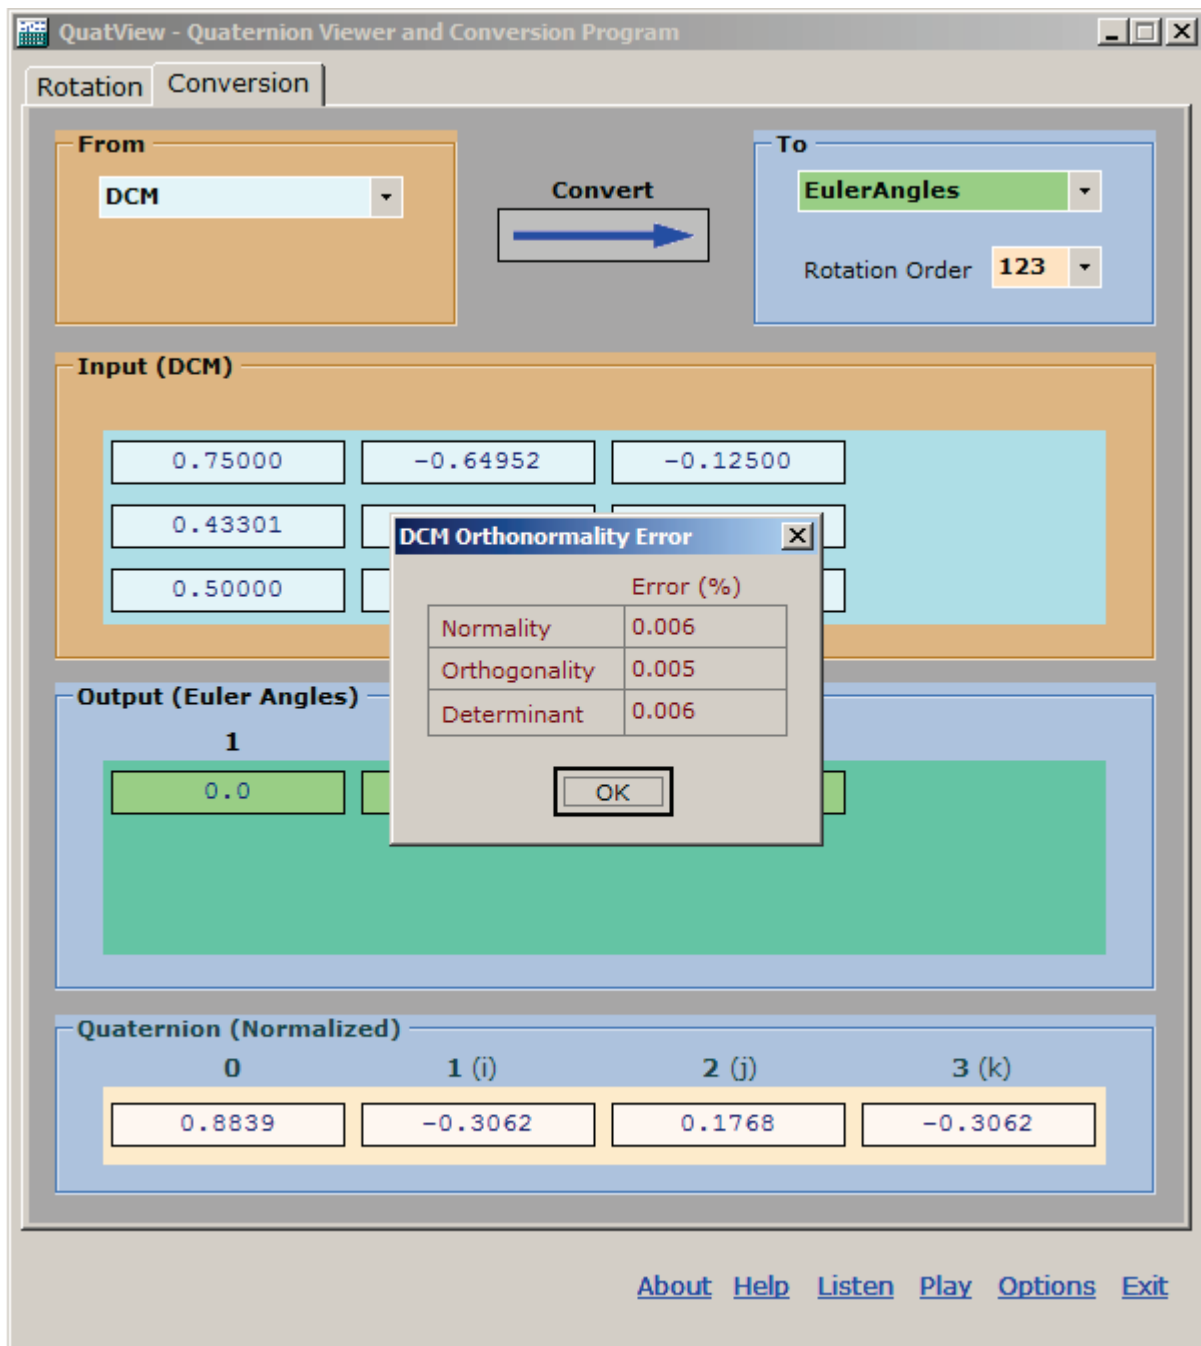 QuatView - Quaternion Viewer and Conversion Program
Rotation Conversion
From
DCM
Convert
To
EulerAngles
Rotation Order 123
Input (DCM)
0.75000 -0.64952 -0.12500
0.43301
0.50000
DCM Orthonormality Error
Error (%)
Normality 0.006
Orthogonality 0.005
Determinant 0.006
OK
Output (Euler Angles)
1
0.0
Quaternion (Normalized)
0 1 (i) 2 (j) 3 (k)
0.8839 -0.3062 0.1768 -0.3062
About Help Listen Play Options Exit